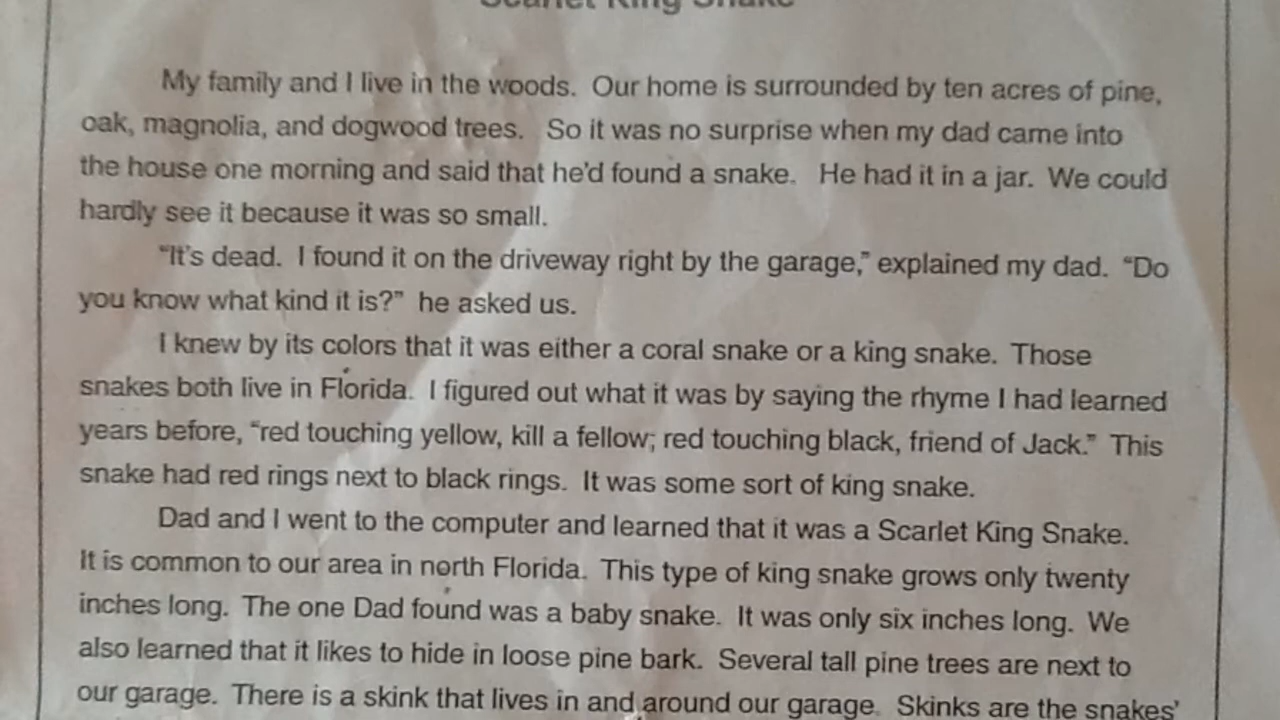 Scarlet King Snake
My family and I live in the woods. Our home is surrounded by ten acres of pine,
oak, magnolia, and dogwood trees. So it was no surprise when my dad came into
the house one morning and said that he'd found a snake. He had it in a jar. We could
hardly see it because it was so small.
“It's dead. I found it on the driveway right by the garage,” explained my dad. “Do
you know what kind it is?” he asked us.
I knew by its colors that it was either a coral snake or a king snake. Those
snakes both live in Florida. I figured out what it was by saying the rhyme I had learned
years before, “red touching yellow, kill a fellow; red touching black, friend of Jack.” This
snake had red rings next to black rings. It was some sort of king snake.
Dad and I went to the computer and learned that it was a Scarlet King Snake.
It is common to our area in north Florida. This type of king snake grows only twenty
inches long. The one Dad found was a baby snake. It was only six inches long. We
also learned that it likes to hide in loose pine bark. Several tall pine trees are next to
our garage. There is a skink that lives in and around our garage. Skinks are the snakes'